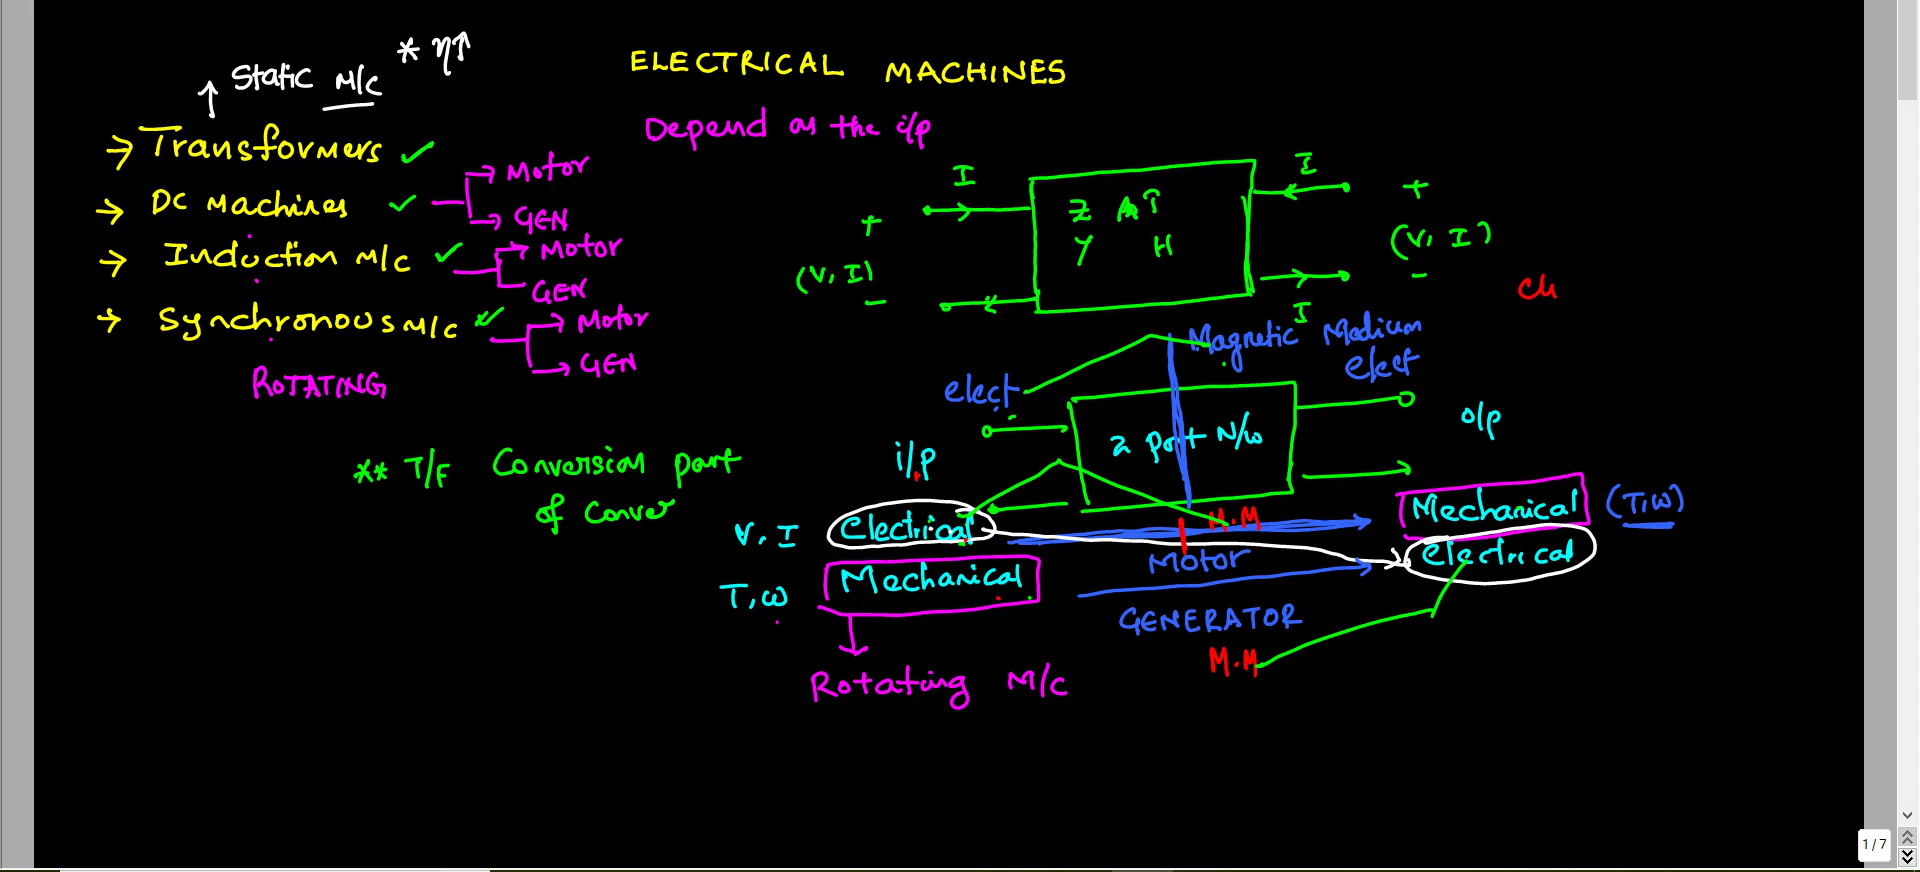 ELECTRICAL MACHINES
Static M/C * η↑
↑
→ Transformers ✓
→ DC Machines ✓
→ Motor
→ GEN
→ Induction M/C ✓
→ Motor
GEN
→ Synchronous M/C ✓
→ Motor
→ GEN
ROTATING
** T/F Conversion part
of Conver
Depend on the i/p
I
I
+
(V, I)
-
Z T
Y H
+
(V, I)
-
I
Ch
Magnetic Medium
elect
elect
i/p
2 Port N/w
o/p
V, I Electrical
M.M
Mechanical (T,ω)
T,ω Mechanical
Motor
Electrical
GENERATOR
M.M
Rotating M/C
1 / 7